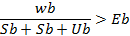 wb
Sb + Sb + Ub > Eb